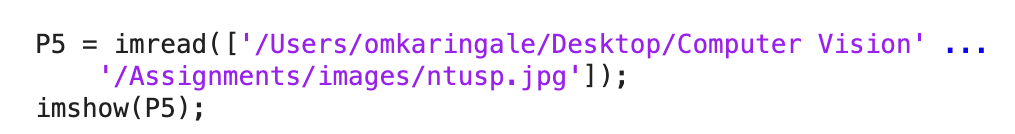 P5 = imread(['/Users/omkaringale/Desktop/Computer Vision' ...
    '/Assignments/images/ntusp.jpg']);
imshow(P5);